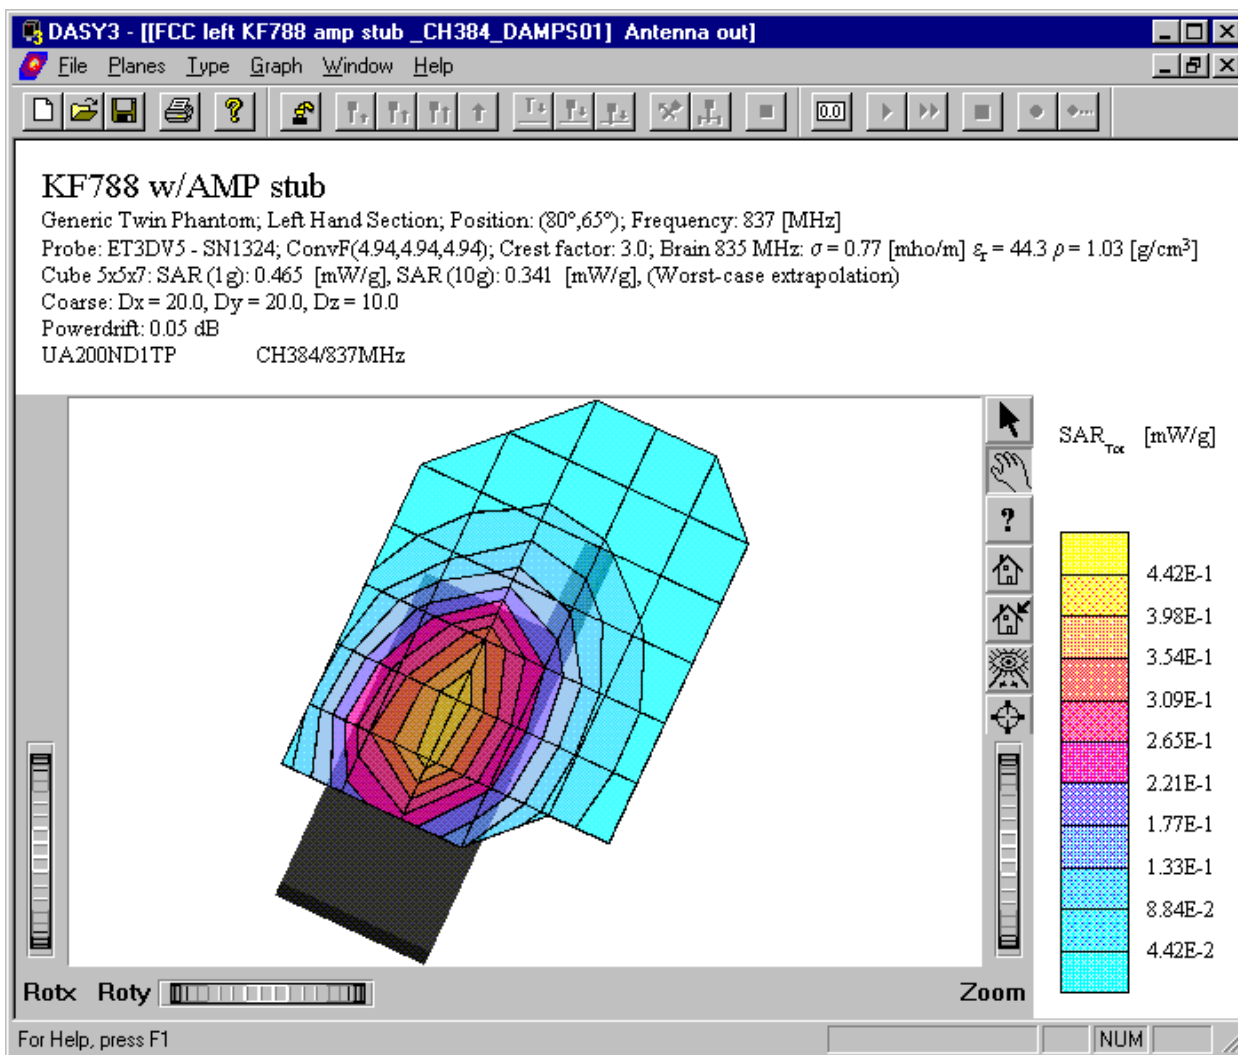 DASY3 - [[FCC left KF788 amp stub _CH384_DAMPS01] Antenna out]
File Planes Type Graph Window Help
0.0
KF788 w/AMP stub
Generic Twin Phantom; Left Hand Section; Position: (80°,65°); Frequency: 837 [MHz]
Probe: ET3DV5 - SN1324; ConvF(4.94,4.94,4.94); Crest factor: 3.0; Brain 835 MHz: σ = 0.77 [mho/m] εr = 44.3 ρ = 1.03 [g/cm³]
Cube 5x5x7: SAR (1g): 0.465 [mW/g], SAR (10g): 0.341 [mW/g], (Worst-case extrapolation)
Coarse: Dx = 20.0, Dy = 20.0, Dz = 10.0
Powerdrift: 0.05 dB
UA200ND1TP CH384/837MHz
SARTot [mW/g]
4.42E-1
3.98E-1
3.54E-1
3.09E-1
2.65E-1
2.21E-1
1.77E-1
1.33E-1
8.84E-2
4.42E-2
Rotx Roty Zoom
For Help, press F1 NUM